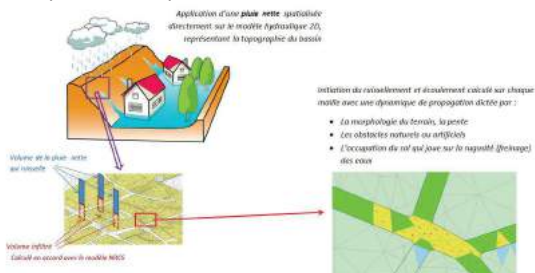 Application d'une pluie nette spatialisée
directement sur le modèle hydraulique 2D,
représentant la topographie du bassin
Initiation du ruissellement et écoulement calculé sur chaque
maille avec une dynamique de propagation dictée par :
• La morphologie du terrain, la pente
• Les obstacles naturels ou artificiels
• L'occupation du sol qui joue sur la rugosité (freinage)
des eaux
Volume de la pluie nette
qui ruisselle
Volume infiltré
Calculé en accord avec le modèle NRCS